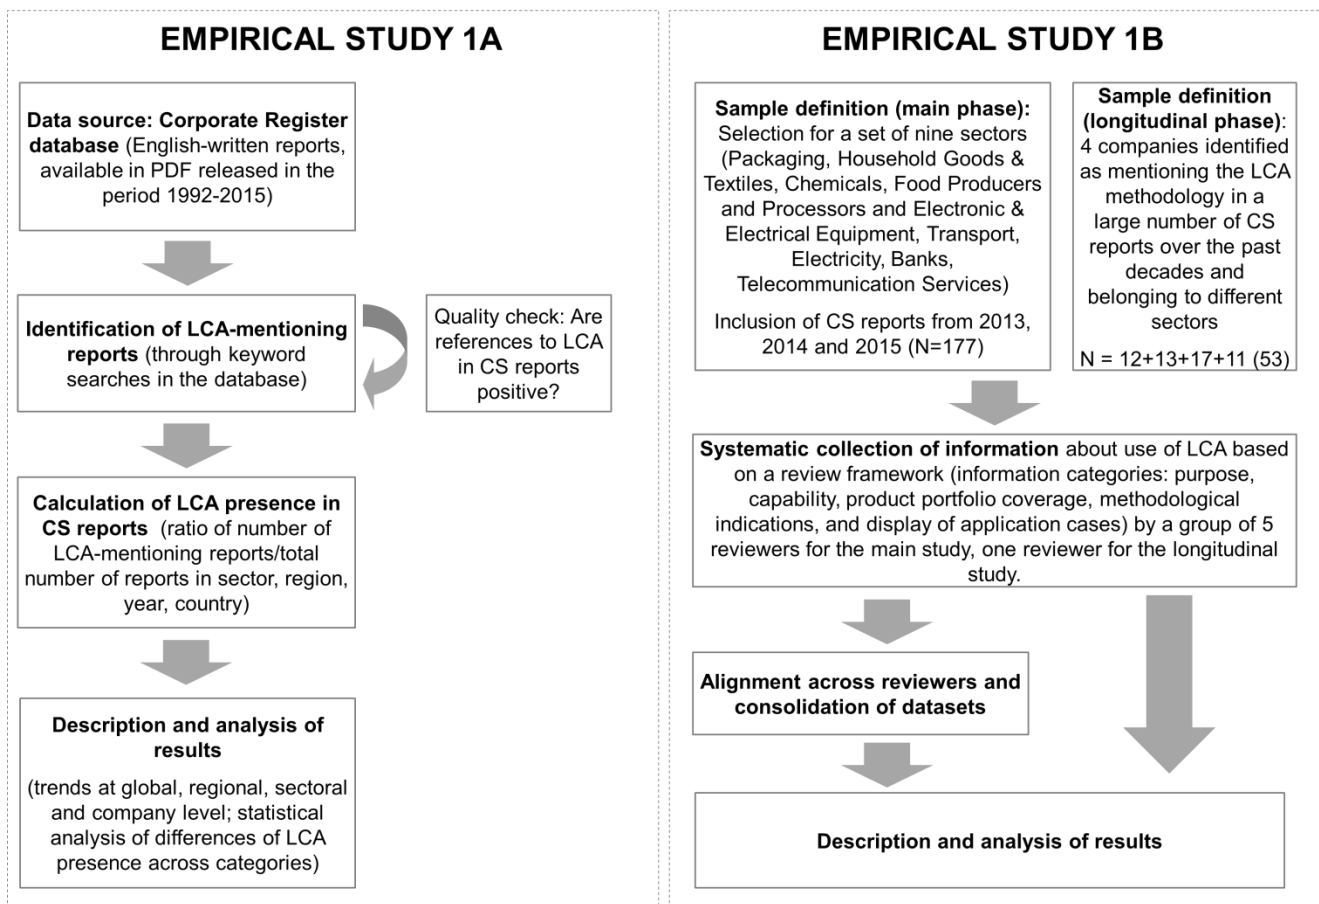 EMPIRICAL STUDY 1A
Data source: Corporate Register
database (English-written reports,
available in PDF released in the
period 1992-2015)
Identification of LCA-mentioning
reports (through keyword
searches in the database)
Quality check: Are
references to LCA
in CS reports
positive?
Calculation of LCA presence in
CS reports (ratio of number of
LCA-mentioning reports/total
number of reports in sector, region,
year, country)
Description and analysis of
results
(trends at global, regional, sectoral
and company level; statistical
analysis of differences of LCA
presence across categories)
EMPIRICAL STUDY 1B
Sample definition (main phase):
Selection for a set of nine sectors
(Packaging, Household Goods &
Textiles, Chemicals, Food Producers
and Processors and Electronic &
Electrical Equipment, Transport,
Electricity, Banks,
Telecommunication Services)
Inclusion of CS reports from 2013,
2014 and 2015 (N=177)
Sample definition
(longitudinal phase):
4 companies identified
as mentioning the LCA
methodology in a
large number of CS
reports over the past
decades and
belonging to different
sectors
N = 12+13+17+11 (53)
Systematic collection of information about use of LCA based
on a review framework (information categories: purpose,
capability, product portfolio coverage, methodological
indications, and display of application cases) by a group of 5
reviewers for the main study, one reviewer for the longitudinal
study.
Alignment across reviewers and
consolidation of datasets
Description and analysis of results